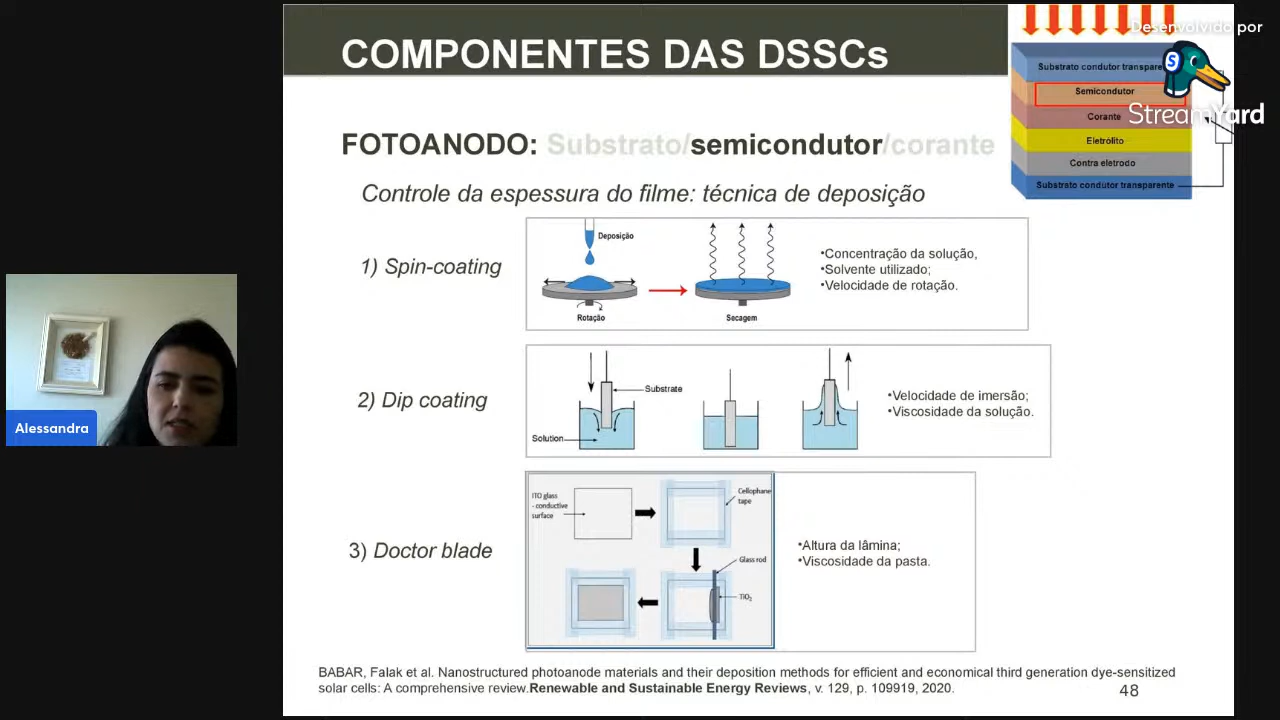 COMPONENTES DAS DSSCs
Desenvolvido por
StreamYard
S
Substrato condutor transpare
Semicondutor
Corante
Eletrólito
Contra eletrodo
Substrato condutor transparente
FOTOANODO: Substrato/semicondutor/corante
Controle da espessura do filme: técnica de deposição
1) Spin-coating
Deposição
Rotação
Secagem
•Concentração da solução,
•Solvente utilizado;
•Velocidade de rotação.
2) Dip coating
Substrate
Solution
•Velocidade de imersão;
•Viscosidade da solução.
3) Doctor blade
ITO glass
- conductive
surface
Cellophane
tape
Glass rod
TiO₂
•Altura da lâmina;
•Viscosidade da pasta.
Alessandra
BABAR, Falak et al. Nanostructured photoanode materials and their deposition methods for efficient and economical third generation dye-sensitized
solar cells: A comprehensive review.Renewable and Sustainable Energy Reviews, v. 129, p. 109919, 2020.
48